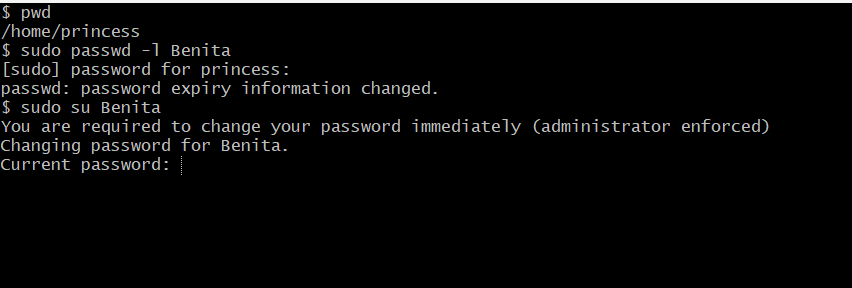 $ pwd
/home/princess
$ sudo passwd -l Benita
[sudo] password for princess:
passwd: password expiry information changed.
$ sudo su Benita
You are required to change your password immediately (administrator enforced)
Changing password for Benita.
Current password: